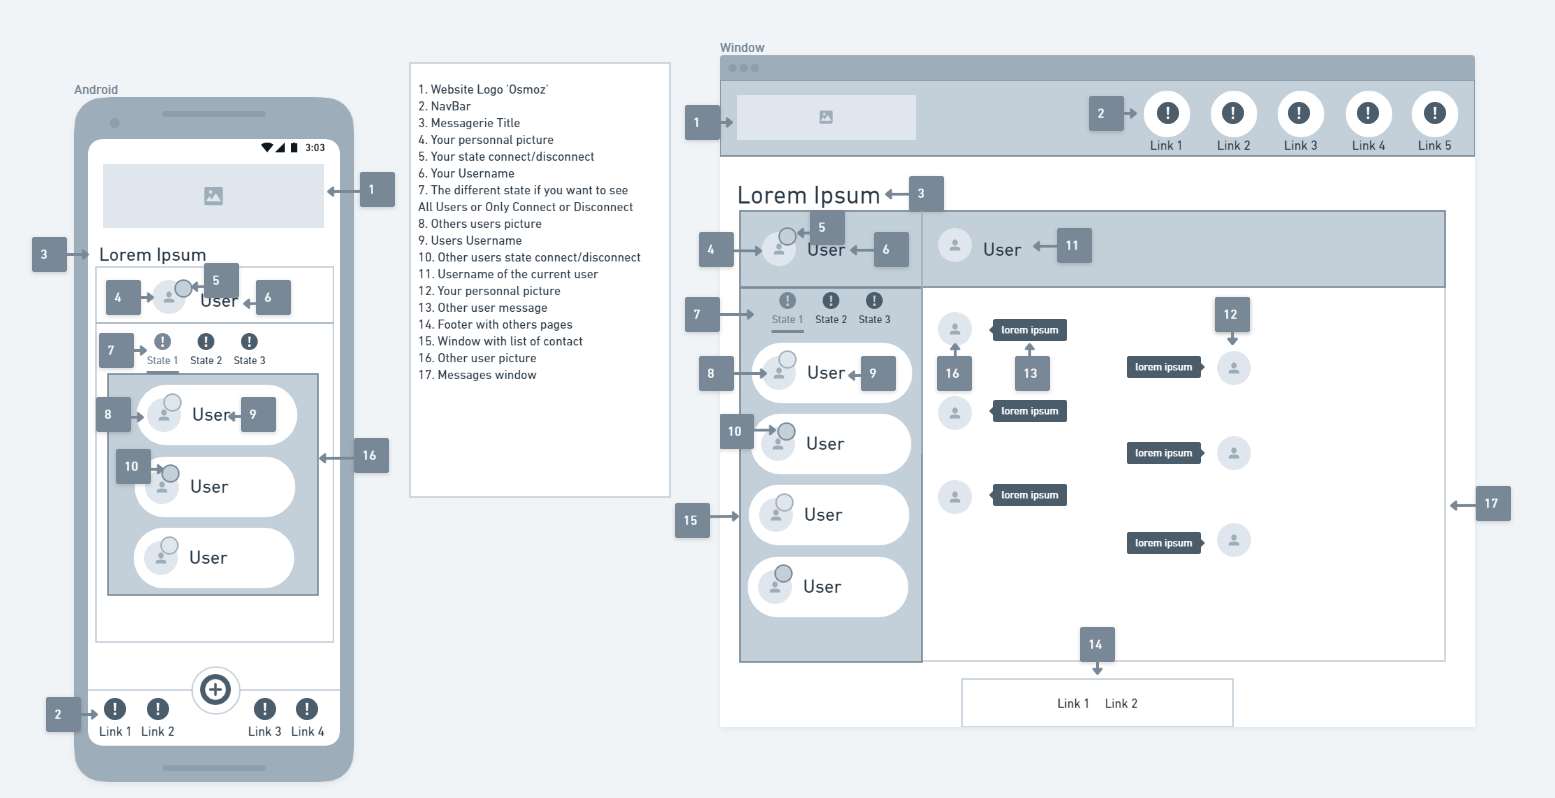 Android
3:03
1
3
Lorem Ipsum
5
4
User
6
7
State 1
State 2
State 3
8
User
9
10
User
16
User
2
Link 1
Link 2
Link 3
Link 4
1. Website Logo 'Osmoz'
2. NavBar
3. Messagerie Title
4. Your personnal picture
5. Your state connect/disconnect
6. Your Username
7. The different state if you want to see
All Users or Only Connect or Disconnect
8. Others users picture
9. Users Username
10. Other users state connect/disconnect
11. Username of the current user
12. Your personnal picture
13. Other user message
14. Footer with others pages
15. Window with list of contact
16. Other user picture
17. Messages window
Window
1
2
Link 1
Link 2
Link 3
Link 4
Link 5
Lorem Ipsum
3
5
4
User
6
User
11
7
State 1
State 2
State 3
8
User
9
10
User
15
User
User
lorem ipsum
12
16
13
lorem ipsum
lorem ipsum
lorem ipsum
lorem ipsum
lorem ipsum
17
14
Link 1
Link 2